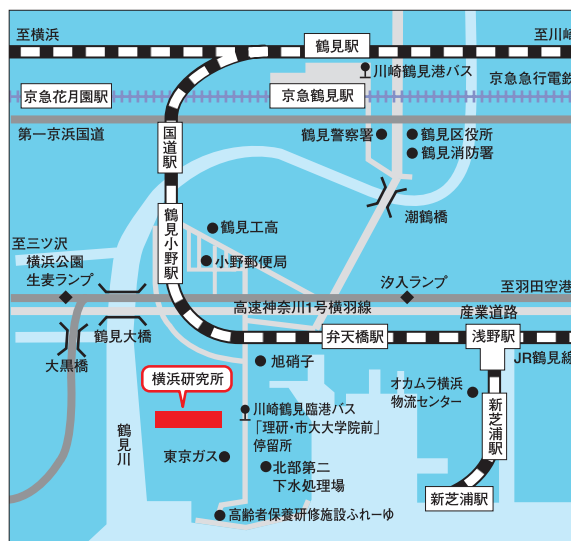 至横浜
鶴見駅
至川崎
川崎鶴見港バス
京急花月園駅
京急鶴見駅
京急急行電鉄
第一京浜国道
国道駅
鶴見警察署
鶴見区役所
鶴見消防署
潮鶴橋
鶴見小野駅
鶴見工高
小野郵便局
至三ツ沢
横浜公園
生麦ランプ
汐入ランプ
至羽田空港
高速神奈川1号横羽線
産業道路
大黒橋
鶴見大橋
弁天橋駅
浅野駅
JR鶴見線
旭硝子
横浜研究所
オカムラ横浜
物流センター
川崎鶴見臨港バス
「理研・市大大学院前」
停留所
鶴見川
東京ガス
新芝浦駅
北部第二
下水処理場
新芝浦駅
高齢者保養研修施設ふれーゆ